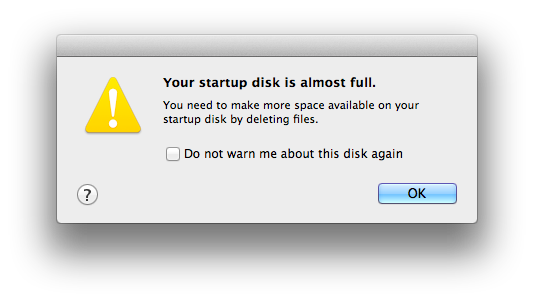 Your startup disk is almost full.
You need to make more space available on your
startup disk by deleting files.
Do not warn me about this disk again
?
OK